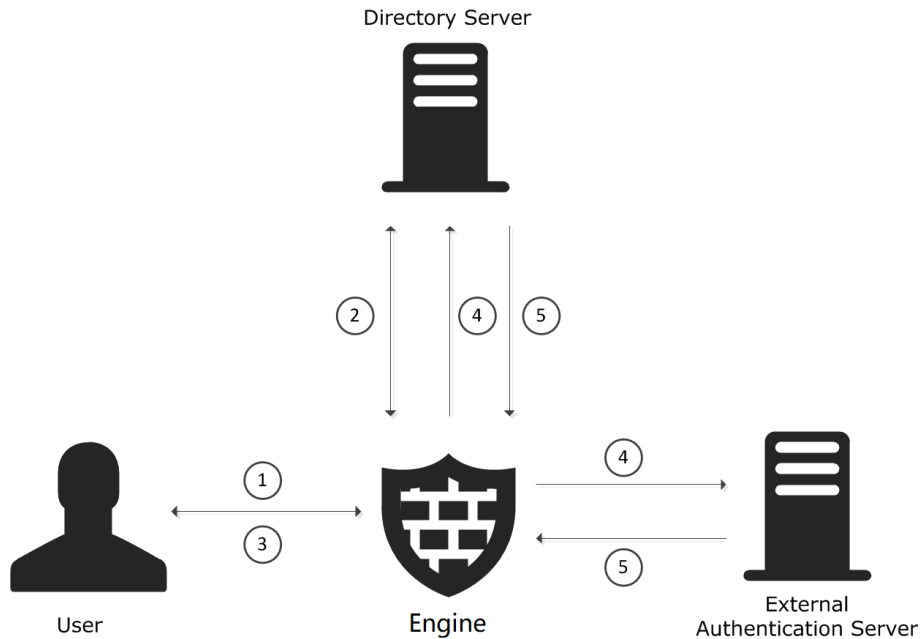 Directory Server
2
4
5
1
4
3
5
User
Engine
External
Authentication Server